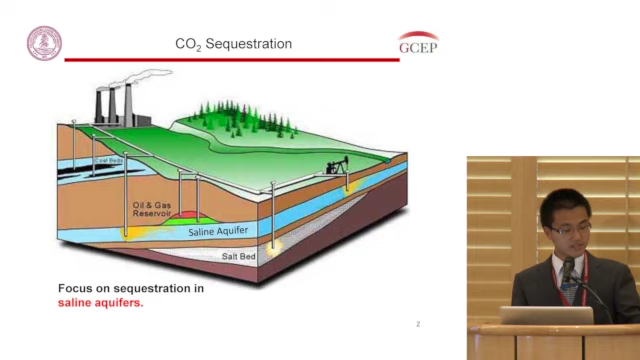 CO₂ Sequestration
GCEP
Coal Beds
Oil & Gas
Reservoir
Saline Aquifer
Salt Bed
Focus on sequestration in
saline aquifers.
2